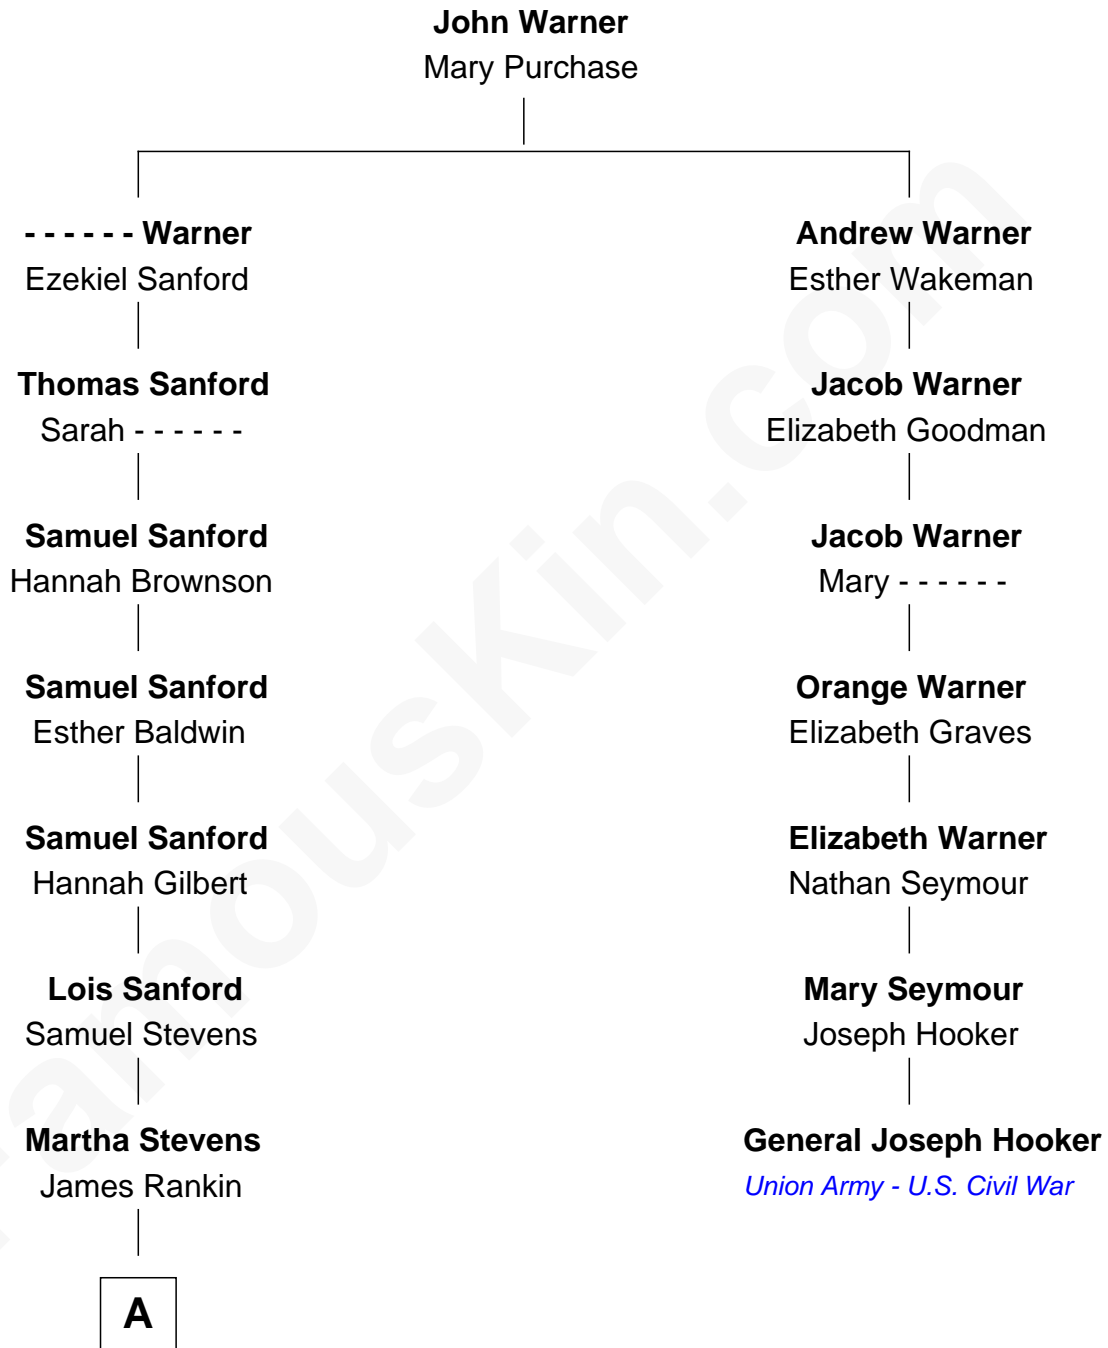 John Warner
Mary Purchase
- - - - - - Warner
Ezekiel Sanford
Andrew Warner
Esther Wakeman
Thomas Sanford
Sarah - - - - - -
Jacob Warner
Elizabeth Goodman
Samuel Sanford
Hannah Brownson
Jacob Warner
Mary - - - - - -
Samuel Sanford
Esther Baldwin
Orange Warner
Elizabeth Graves
Samuel Sanford
Hannah Gilbert
Elizabeth Warner
Nathan Seymour
Lois Sanford
Samuel Stevens
Mary Seymour
Joseph Hooker
Martha Stevens
James Rankin
General Joseph Hooker
Union Army - U.S. Civil War
A
FamousKin.com